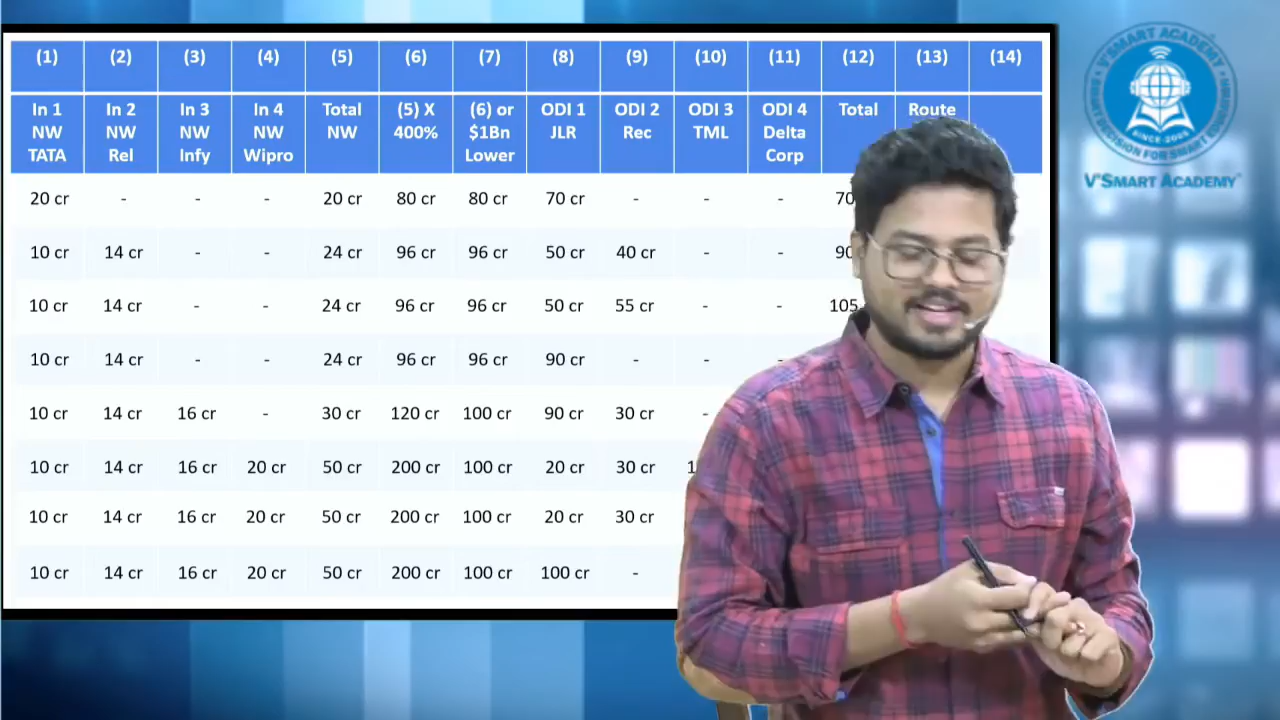 (1) (2) (3) (4) (5) (6) (7) (8) (9) (10) (11) (12) (13) (14)
In 1 NW TATA
In 2 NW Rel
In 3 NW Infy
In 4 NW Wipro
Total NW
(5) X 400%
(6) or $1Bn Lower
ODI 1 JLR
ODI 2 Rec
ODI 3 TML
ODI 4 Delta Corp
Total
Route
20 cr - - - 20 cr 80 cr 80 cr 70 cr - - - 70
10 cr 14 cr - - 24 cr 96 cr 96 cr 50 cr 40 cr - - 90
10 cr 14 cr - - 24 cr 96 cr 96 cr 50 cr 55 cr - - 105
10 cr 14 cr - - 24 cr 96 cr 96 cr 90 cr - - -
10 cr 14 cr 16 cr - 30 cr 120 cr 100 cr 90 cr 30 cr -
10 cr 14 cr 16 cr 20 cr 50 cr 200 cr 100 cr 20 cr 30 cr
10 cr 14 cr 16 cr 20 cr 50 cr 200 cr 100 cr 20 cr 30 cr
10 cr 14 cr 16 cr 20 cr 50 cr 200 cr 100 cr 100 cr -
V'SMART ACADEMY
SINCE-2005
V'SMART ACADEMY